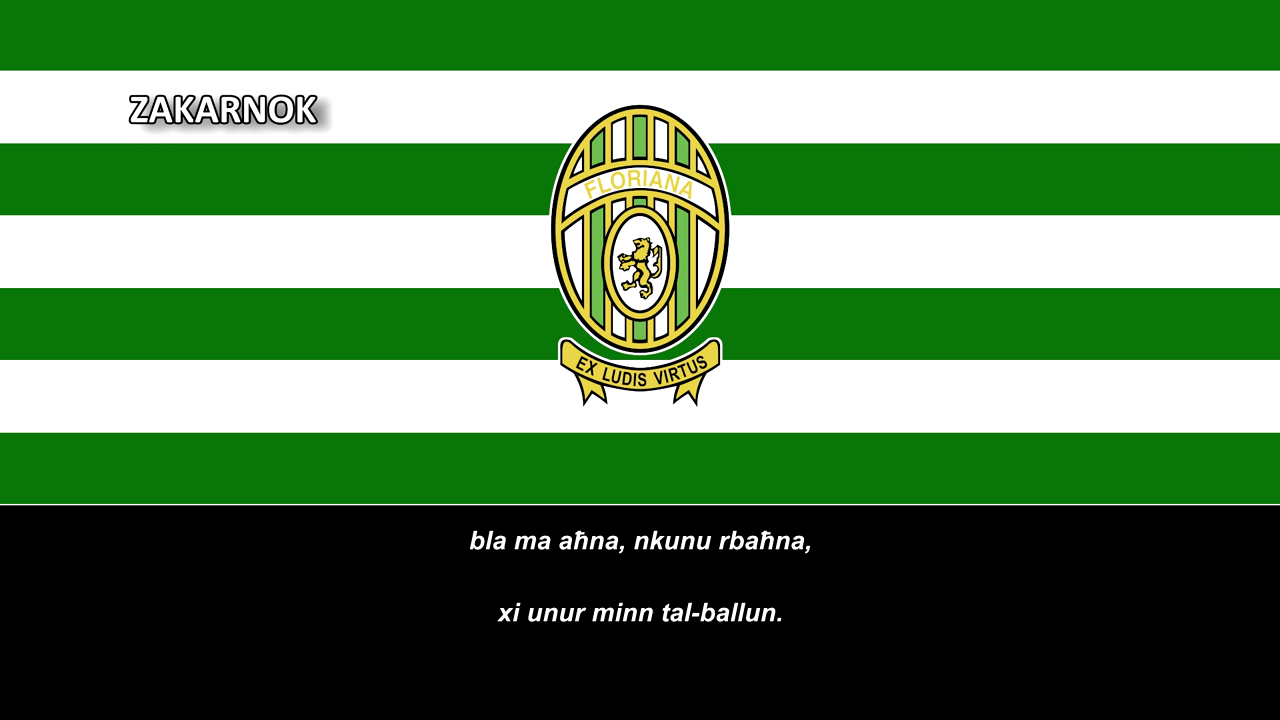 ZAKARNOK
FLORIANA
EX LUDIS VIRTUS
bla ma aħna, nkunu rbaħna,
xi unur minn tal-ballun.